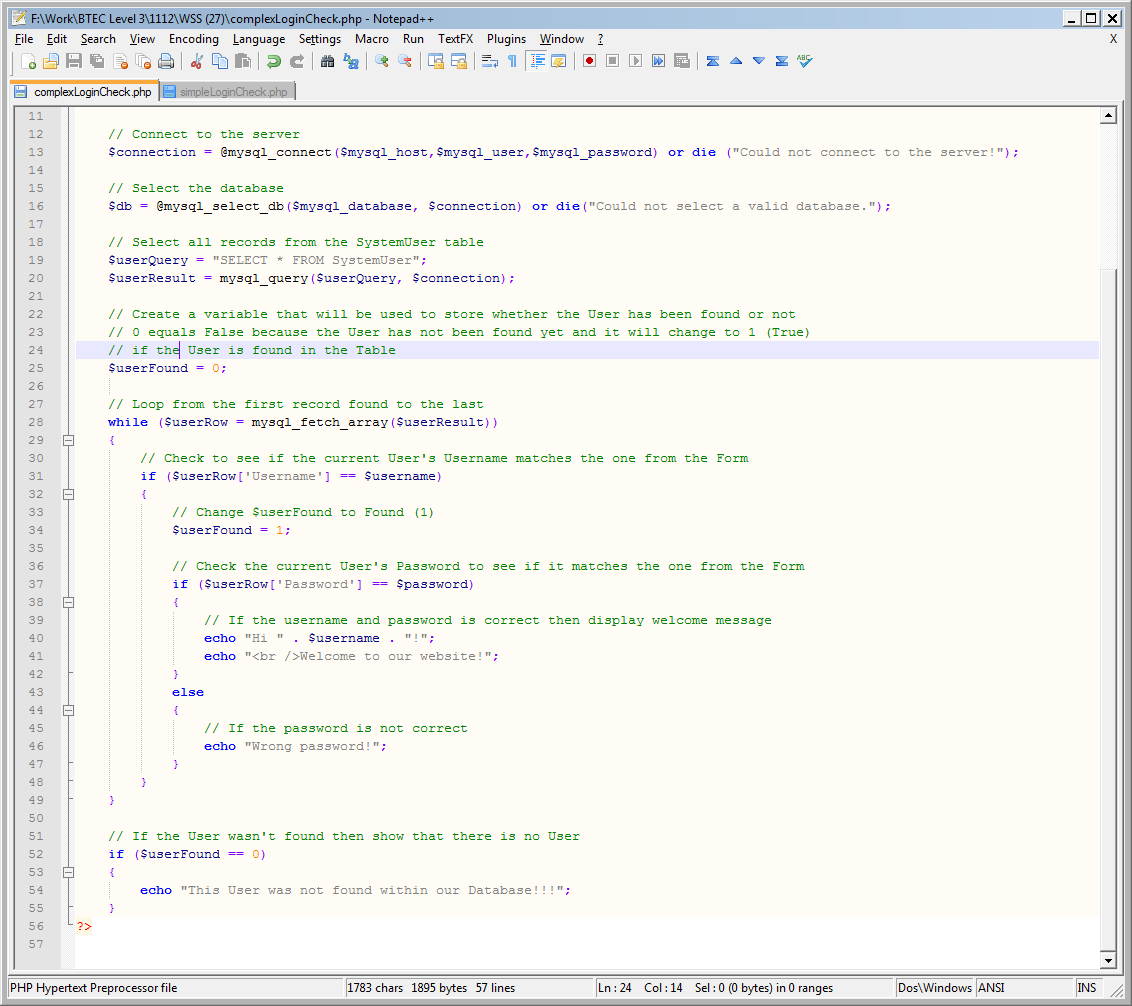 F:\Work\BTEC Level 3\1112\WSS (27)\complexLoginCheck.php - Notepad++
File Edit Search View Encoding Language Settings Macro Run TextFX Plugins Window ? X
complexLoginCheck.php simpleLoginCheck.php
11
12 // Connect to the server
13 $connection = @mysql_connect($mysql_host,$mysql_user,$mysql_password) or die ("Could not connect to the server!");
14
15 // Select the database
16 $db = @mysql_select_db($mysql_database, $connection) or die("Could not select a valid database.");
17
18 // Select all records from the SystemUser table
19 $userQuery = "SELECT * FROM SystemUser";
20 $userResult = mysql_query($userQuery, $connection);
21
22 // Create a variable that will be used to store whether the User has been found or not
23 // 0 equals False because the User has not been found yet and it will change to 1 (True)
24 // if the User is found in the Table
25 $userFound = 0;
26
27 // Loop from the first record found to the last
28 while ($userRow = mysql_fetch_array($userResult))
29 {
30 // Check to see if the current User's Username matches the one from the Form
31 if ($userRow['Username'] == $username)
32 {
33 // Change $userFound to Found (1)
34 $userFound = 1;
35
36 // Check the current User's Password to see if it matches the one from the Form
37 if ($userRow['Password'] == $password)
38 {
39 // If the username and password is correct then display welcome message
40 echo "Hi " . $username . "!";
41 echo "<br />Welcome to our website!";
42 }
43 else
44 {
45 // If the password is not correct
46 echo "Wrong password!";
47 }
48 }
49 }
50
51 // If the User wasn't found then show that there is no User
52 if ($userFound == 0)
53 {
54 echo "This User was not found within our Database!!!";
55 }
56 ?>
57
PHP Hypertext Preprocessor file 1783 chars 1895 bytes 57 lines Ln : 24 Col : 14 Sel : 0 (0 bytes) in 0 ranges Dos\Windows ANSI INS